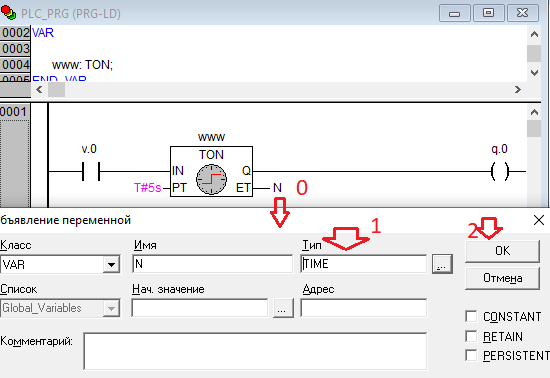 PLC_PRG (PRG-LD)
0002 VAR
0003
0004 www: TON;
0005 END_VAR
0001
www
v.0 TON q.0
IN Q
T#5s PT ET N 0
бъявление переменной
1
2
Класс Имя Тип
VAR N TIME ... OK
Список Нач. значение Адрес Отмена
Global_Variables ...
CONSTANT
RETAIN
Комментарий:
PERSISTENT